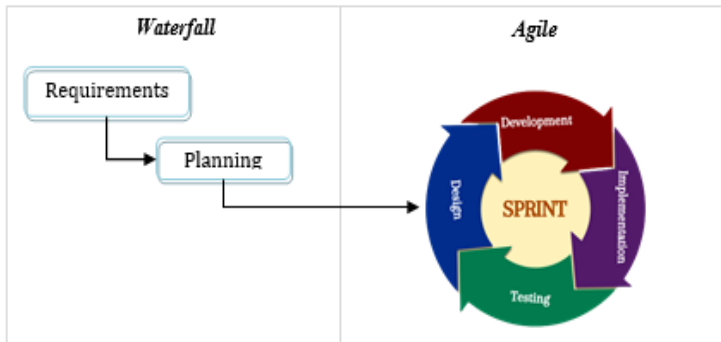 Waterfall
Agile
Requirements
Planning
Development
Implementation
Testing
Design
SPRINT